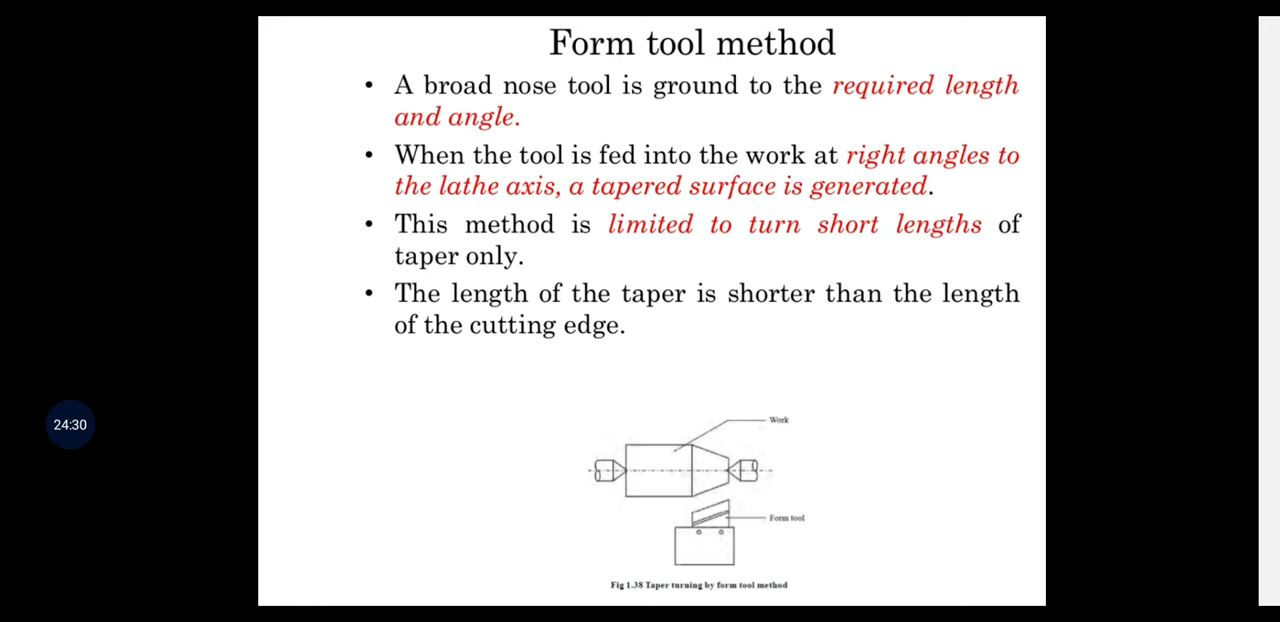 Form tool method
• A broad nose tool is ground to the required length
and angle.
• When the tool is fed into the work at right angles to
the lathe axis, a tapered surface is generated.
• This method is limited to turn short lengths of
taper only.
• The length of the taper is shorter than the length
of the cutting edge.
24:30
Work
Form tool
Fig 1.38 Taper turning by form tool method